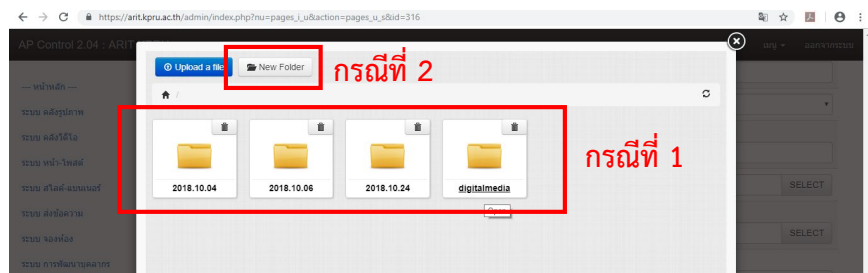 https://arit.kpru.ac.th/admin/index.php?nu=pages_i_u&action=pages_u_s&id=316
AP Control 2.04 : ARIT
เมนู
ออกจากระบบ
Upload a file
New Folder
กรณีที่ 2
--- หน้าหลัก ---
/
ระบบ คลังรูปภาพ
ระบบ คลังวีดีโอ
กรณีที่ 1
ระบบ หน้า-โพสต์
2018.10.04 2018.10.06 2018.10.24 digitalmedia
ระบบ สไลด์-แบนเนอร์
SELECT
Open
ระบบ ส่งข้อความ
ระบบ จองห้อง
SELECT
ระบบ การพัฒนาบุคลากร